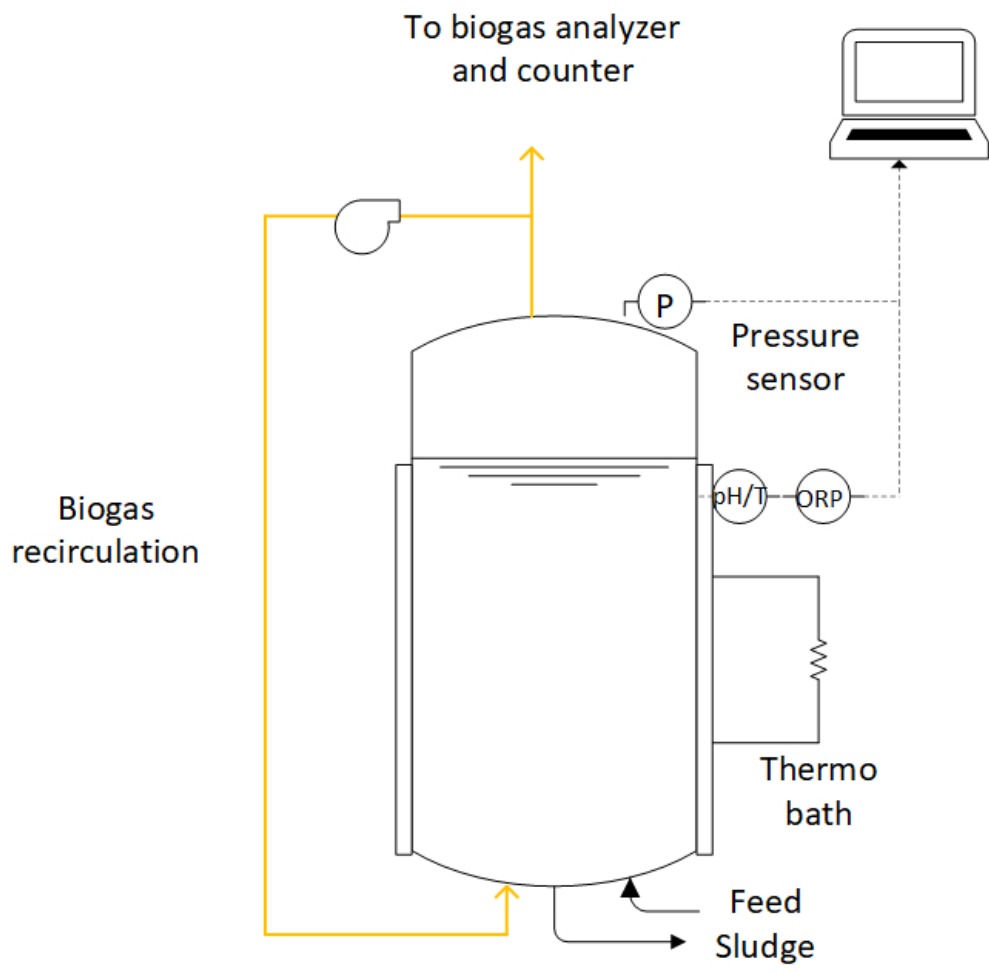 To biogas analyzer
and counter
P
Pressure
sensor
pH/T
ORP
Biogas
recirculation
Thermo
bath
Feed
Sludge